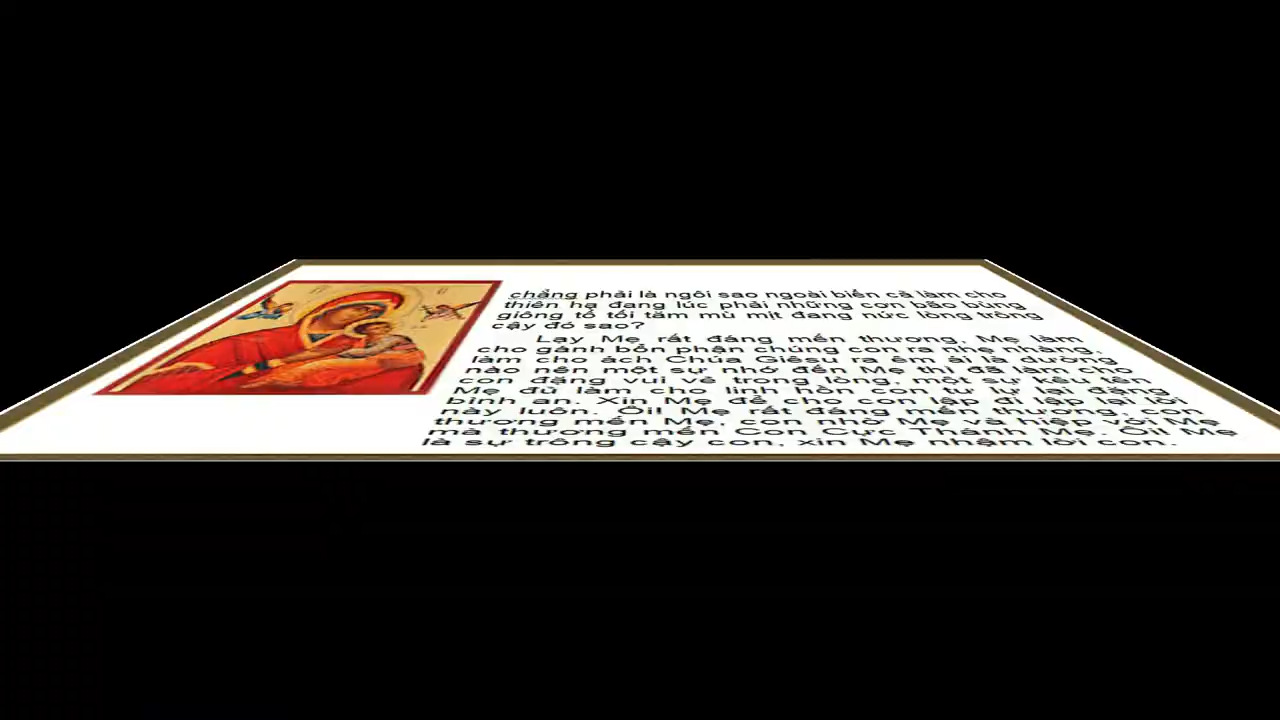 chẳng phải là ngôi sao ngoài biển cả làm cho
thiên hạ đang lúc phải những cơn bão bùng
giông tố tối tăm mù mịt đang nức lòng trông
cậy đó sao?
Lạy Mẹ rất đáng mến thương, Mẹ làm
cho gánh bổn phận chúng con ra nhẹ nhàng,
làm cho ách Chúa Giêsu ra êm ái là dường
nào nên một sự nhớ đến Mẹ thì đã làm cho
con đặng vui vẻ trong lòng, một sự kêu tên
Mẹ đủ làm cho linh hồn con tư lự lại đặng
bình an. Xin Mẹ để cho con lập đi lập lại lời
này luôn. Ôi! Mẹ rất đáng mến thương, con
thương mến Mẹ, con nhờ Mẹ và hiệp với Mẹ
mà thương mến Con Cực Thánh Mẹ. Ôi! Mẹ
là sự trông cậy con, xin Mẹ nhậm lời con.